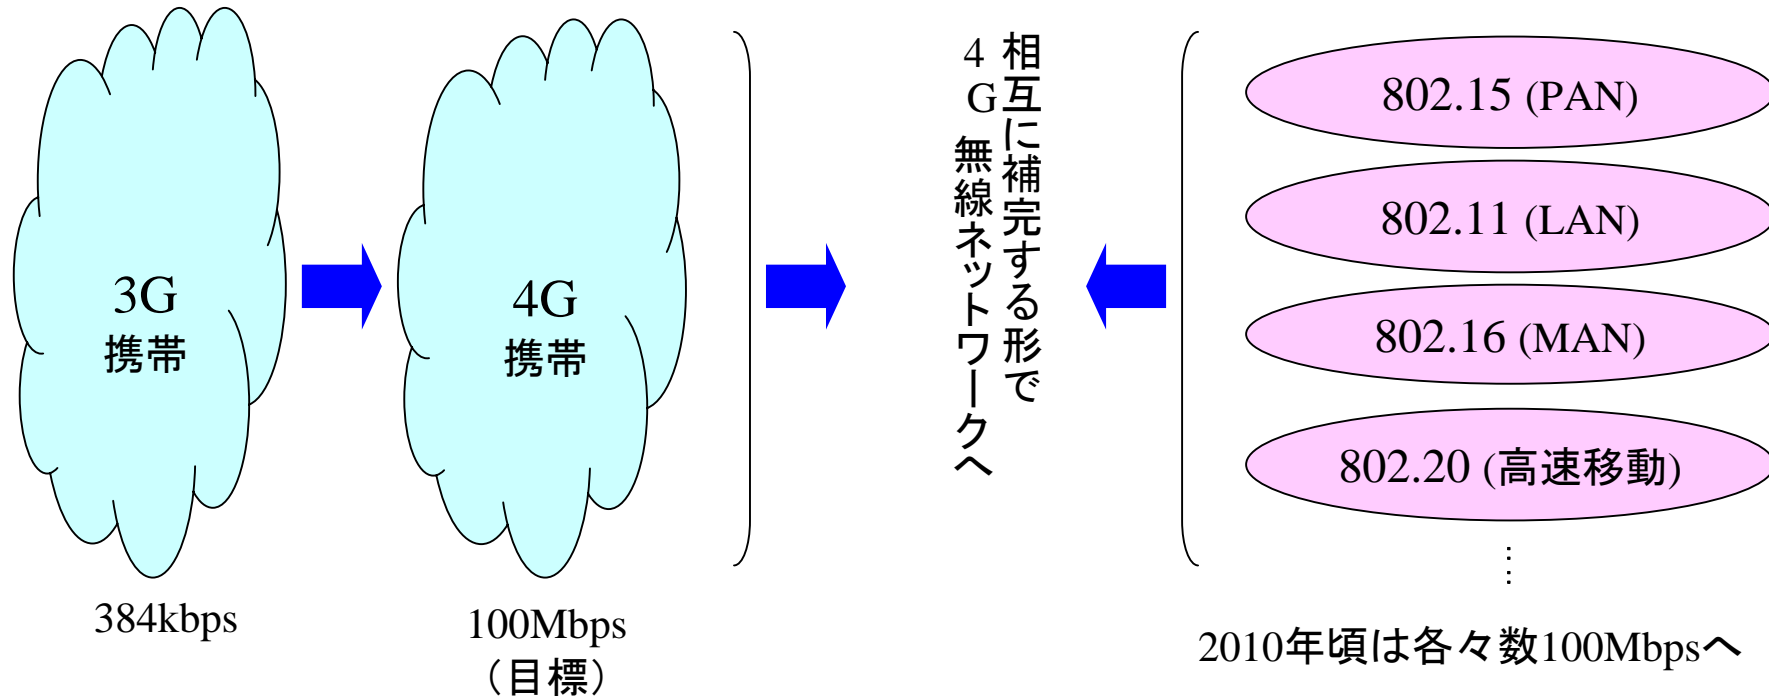 3G
携帯
384kbps
4G
携帯
100Mbps
（目標）
相互に補完する形で
4G 無線ネットワークへ
802.15 (PAN)
802.11 (LAN)
802.16 (MAN)
802.20 (高速移動)
……
2010年頃は各々数100Mbpsへ